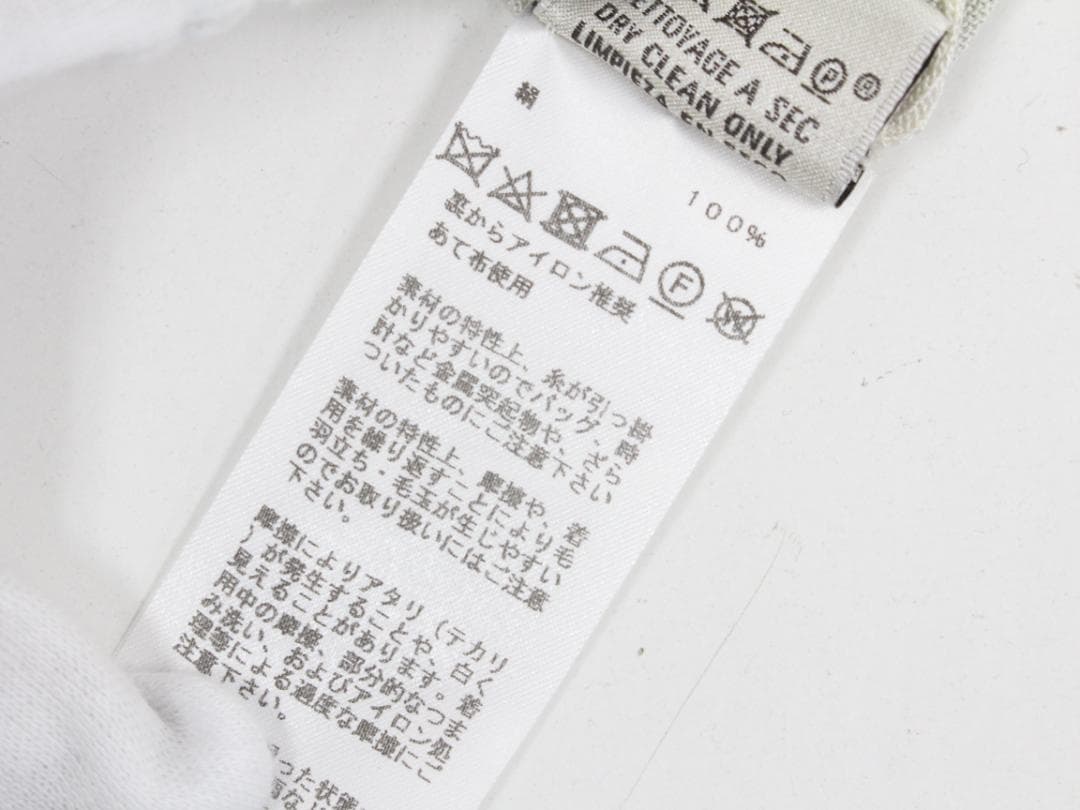 P
®
NETTOYAGE A SEC
DRY CLEAN ONLY
LIMPIEZA EN SECO
絹
100%
F
W
裏からアイロン推奨
あて布使用
素材の特性上、糸が引っ掛
かりやすいのでバッグ、時
計など金属突起物や、ざら
ついたものにご注意下さい
素材の特性上、摩擦や、着
用を繰り返すことにより毛
羽立ち・毛玉が生じやすい
のでお取り扱いにはご注意
下さい。
摩擦によりアタリ（テカリ
）が発生することや、白く
見えることがあります。着
用中の摩擦、部分的なつま
み洗い、およびアイロン処
理等による過度な摩擦にご
注意下さい。
った状態